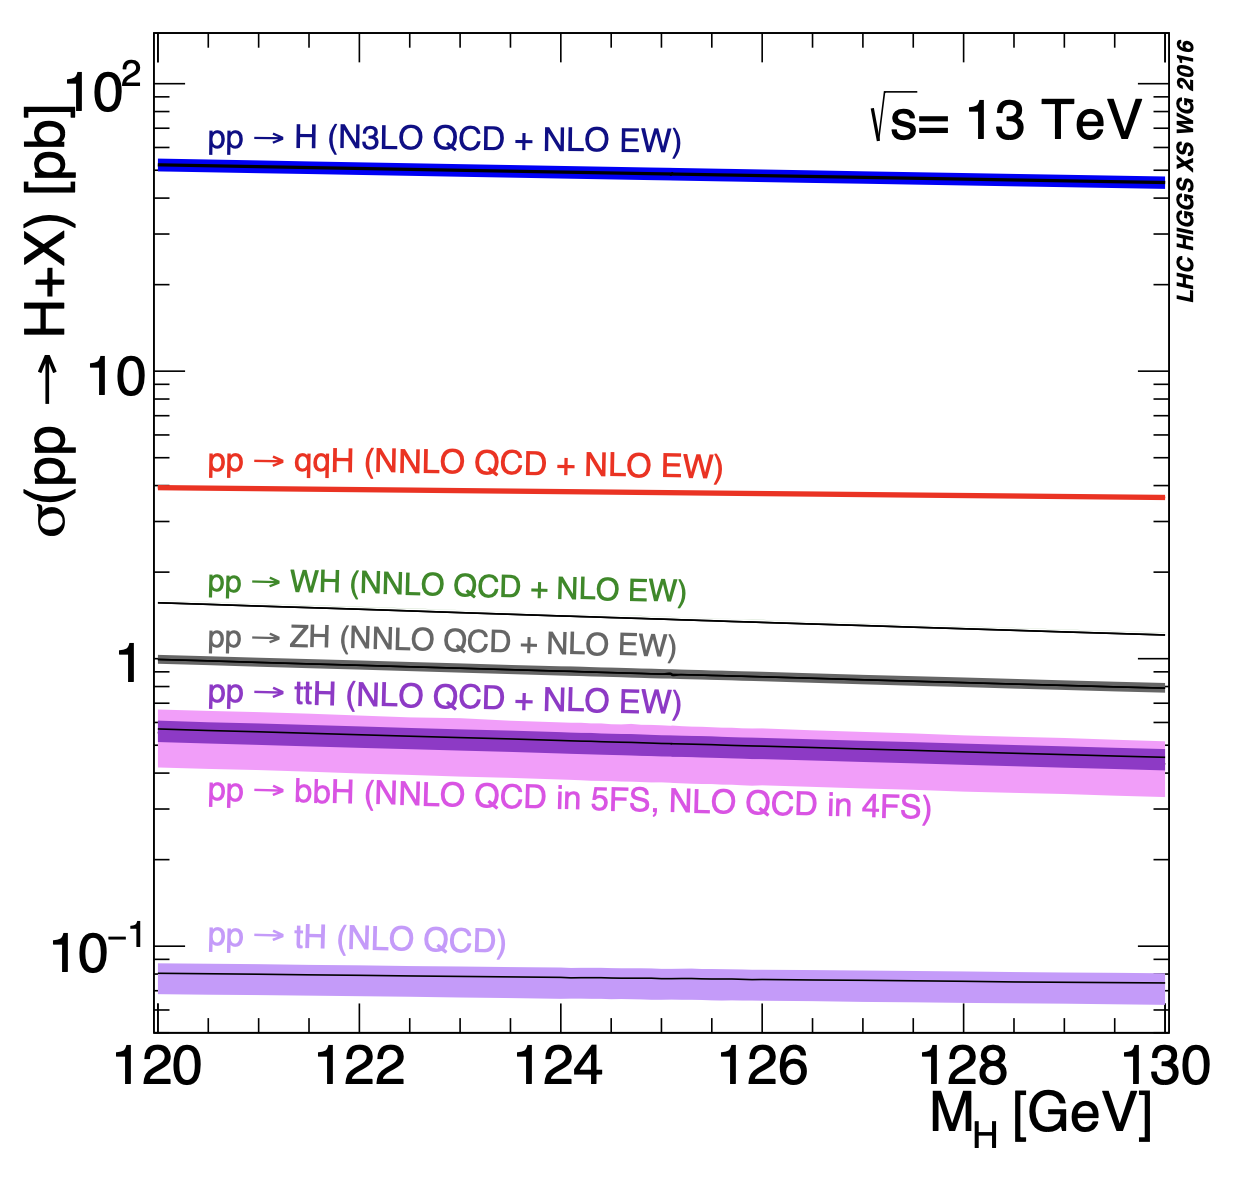 10²
10
1
10⁻¹
σ(pp → H+X) [pb]
√s= 13 TeV
LHC HIGGS XS WG 2016
pp → H (N3LO QCD + NLO EW)
pp → qqH (NNLO QCD + NLO EW)
pp → WH (NNLO QCD + NLO EW)
pp → ZH (NNLO QCD + NLO EW)
pp → ttH (NLO QCD + NLO EW)
pp → bbH (NNLO QCD in 5FS, NLO QCD in 4FS)
pp → tH (NLO QCD)
120 122 124 126 128 130
M_H [GeV]